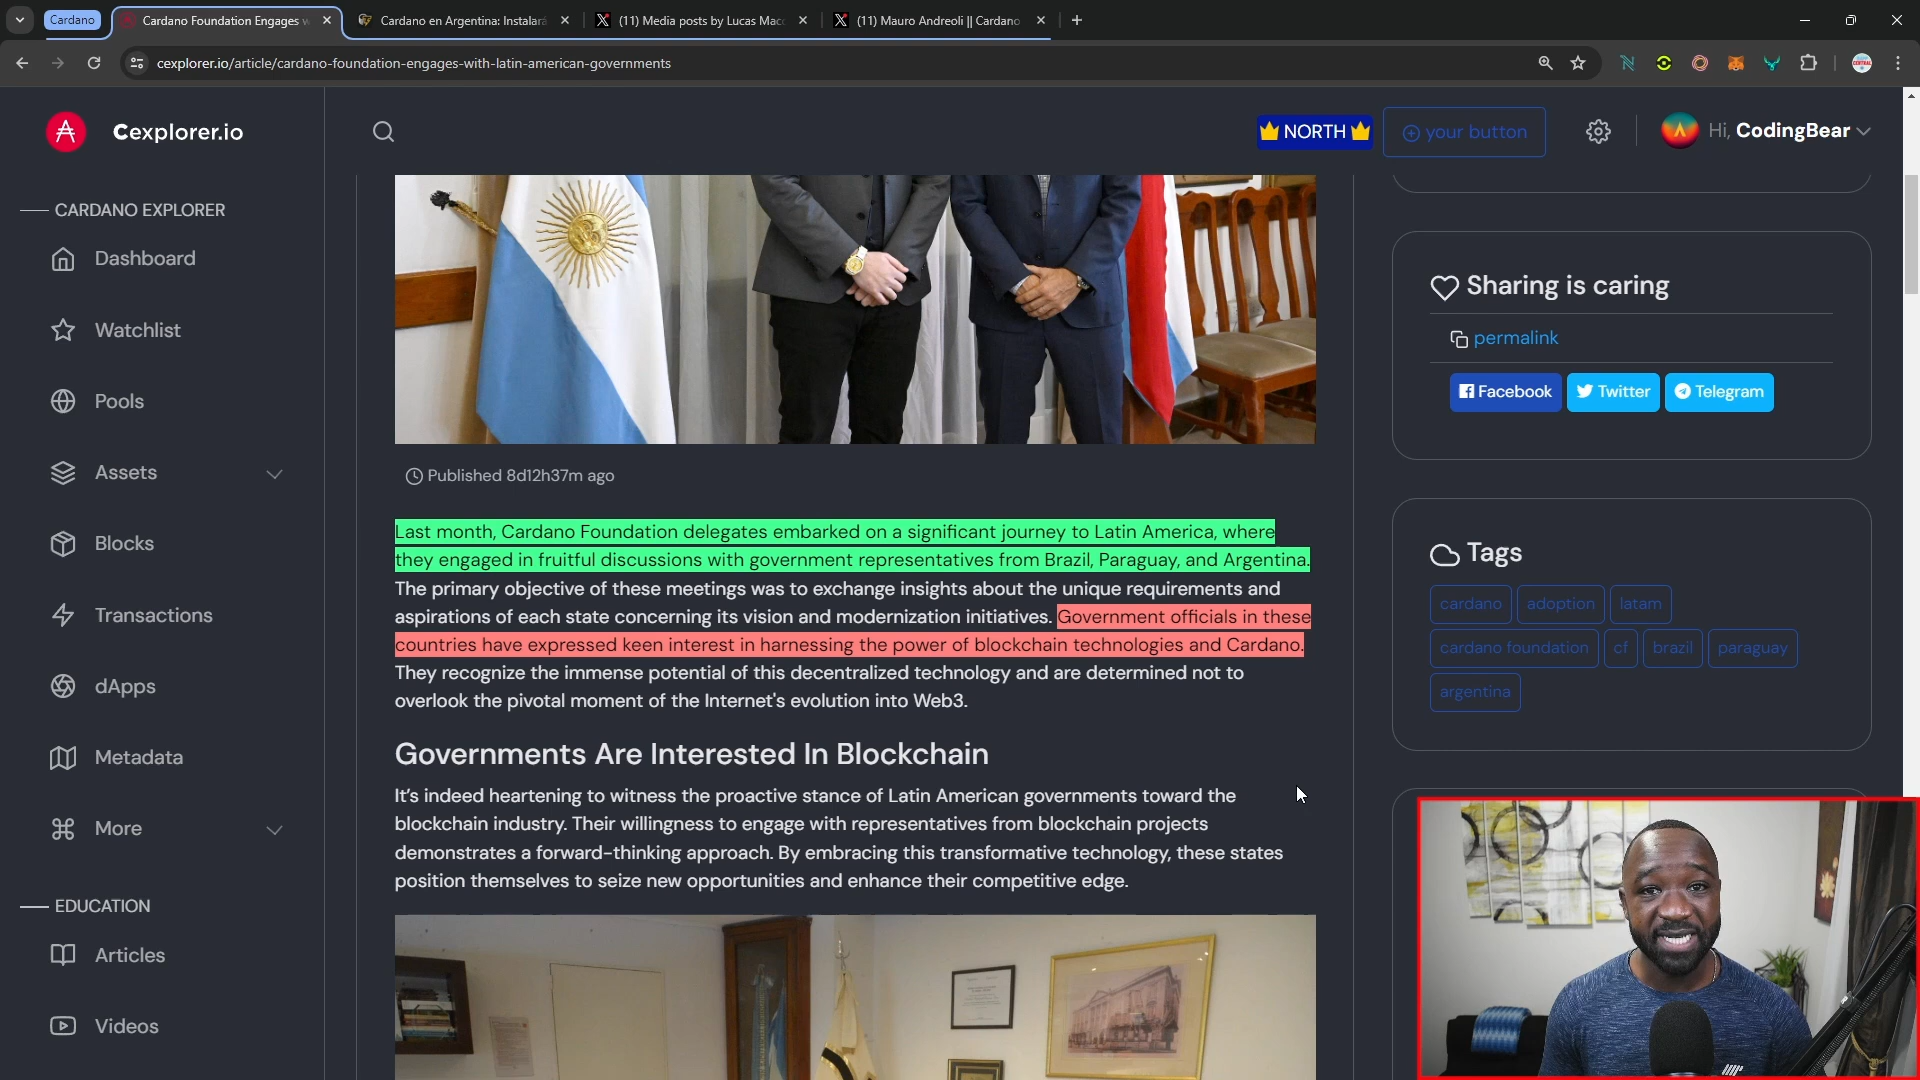 Cardano
Cardano Foundation Engages w
Cardano en Argentina: Instalará
(11) Media posts by Lucas Mac
(11) Mauro Andreoli || Cardano
cexplorer.io/article/cardano-foundation-engages-with-latin-american-governments
Cexplorer.io
NORTH
your button
Hi, CodingBear
CARDANO EXPLORER
Dashboard
Watchlist
Pools
Assets
Blocks
Transactions
dApps
Metadata
More
EDUCATION
Articles
Videos
Published 8d12h37m ago
Last month, Cardano Foundation delegates embarked on a significant journey to Latin America, where
they engaged in fruitful discussions with government representatives from Brazil, Paraguay, and Argentina.
The primary objective of these meetings was to exchange insights about the unique requirements and
aspirations of each state concerning its vision and modernization initiatives. Government officials in these
countries have expressed keen interest in harnessing the power of blockchain technologies and Cardano.
They recognize the immense potential of this decentralized technology and are determined not to
overlook the pivotal moment of the Internet's evolution into Web3.
Governments Are Interested In Blockchain
It's indeed heartening to witness the proactive stance of Latin American governments toward the
blockchain industry. Their willingness to engage with representatives from blockchain projects
demonstrates a forward-thinking approach. By embracing this transformative technology, these states
position themselves to seize new opportunities and enhance their competitive edge.
Sharing is caring
permalink
Facebook Twitter Telegram
Tags
cardano adoption latam
cardano foundation cf brazil paraguay
argentina